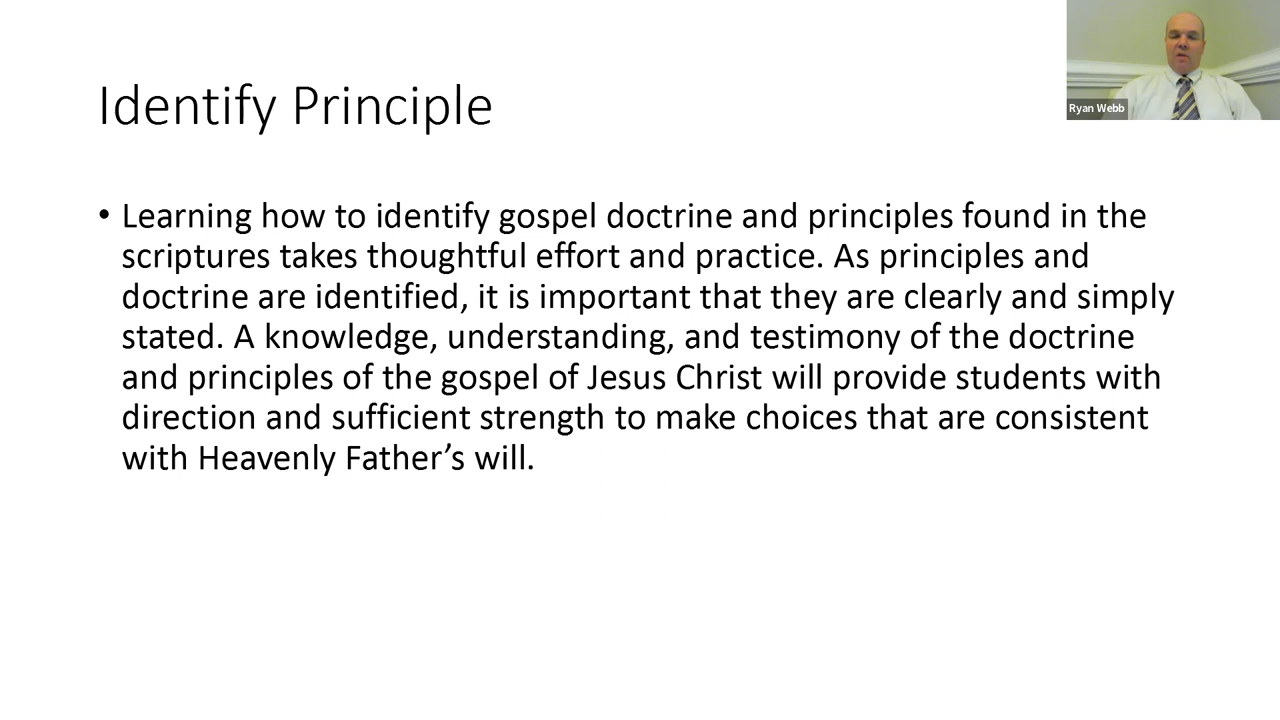 Identify Principle
Ryan Webb
• Learning how to identify gospel doctrine and principles found in the
scriptures takes thoughtful effort and practice. As principles and
doctrine are identified, it is important that they are clearly and simply
stated. A knowledge, understanding, and testimony of the doctrine
and principles of the gospel of Jesus Christ will provide students with
direction and sufficient strength to make choices that are consistent
with Heavenly Father’s will.